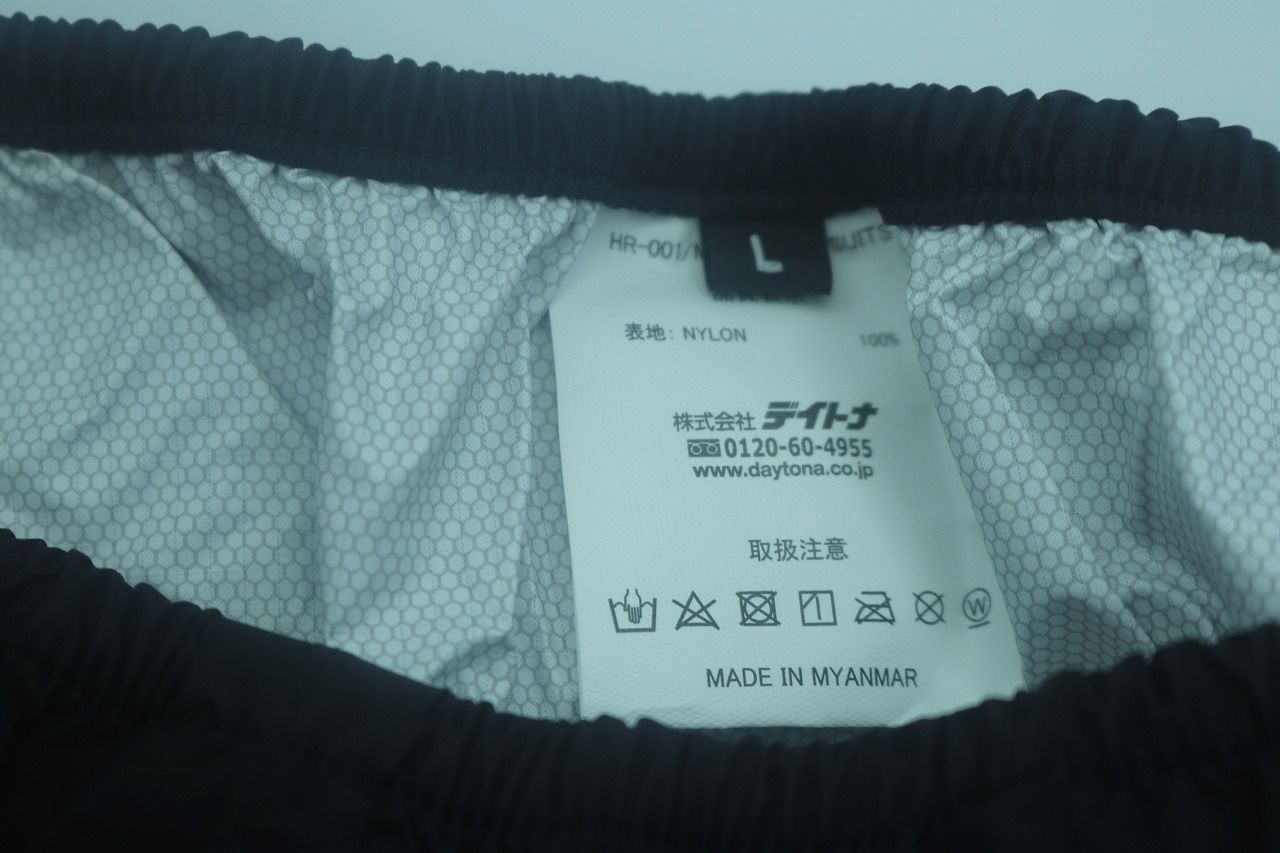 HR-001/
SUITS
L
表地: NYLON 100%
株式会社 デイトナ
0120-60-4955
www.daytona.co.jp
取扱注意
W
MADE IN MYANMAR